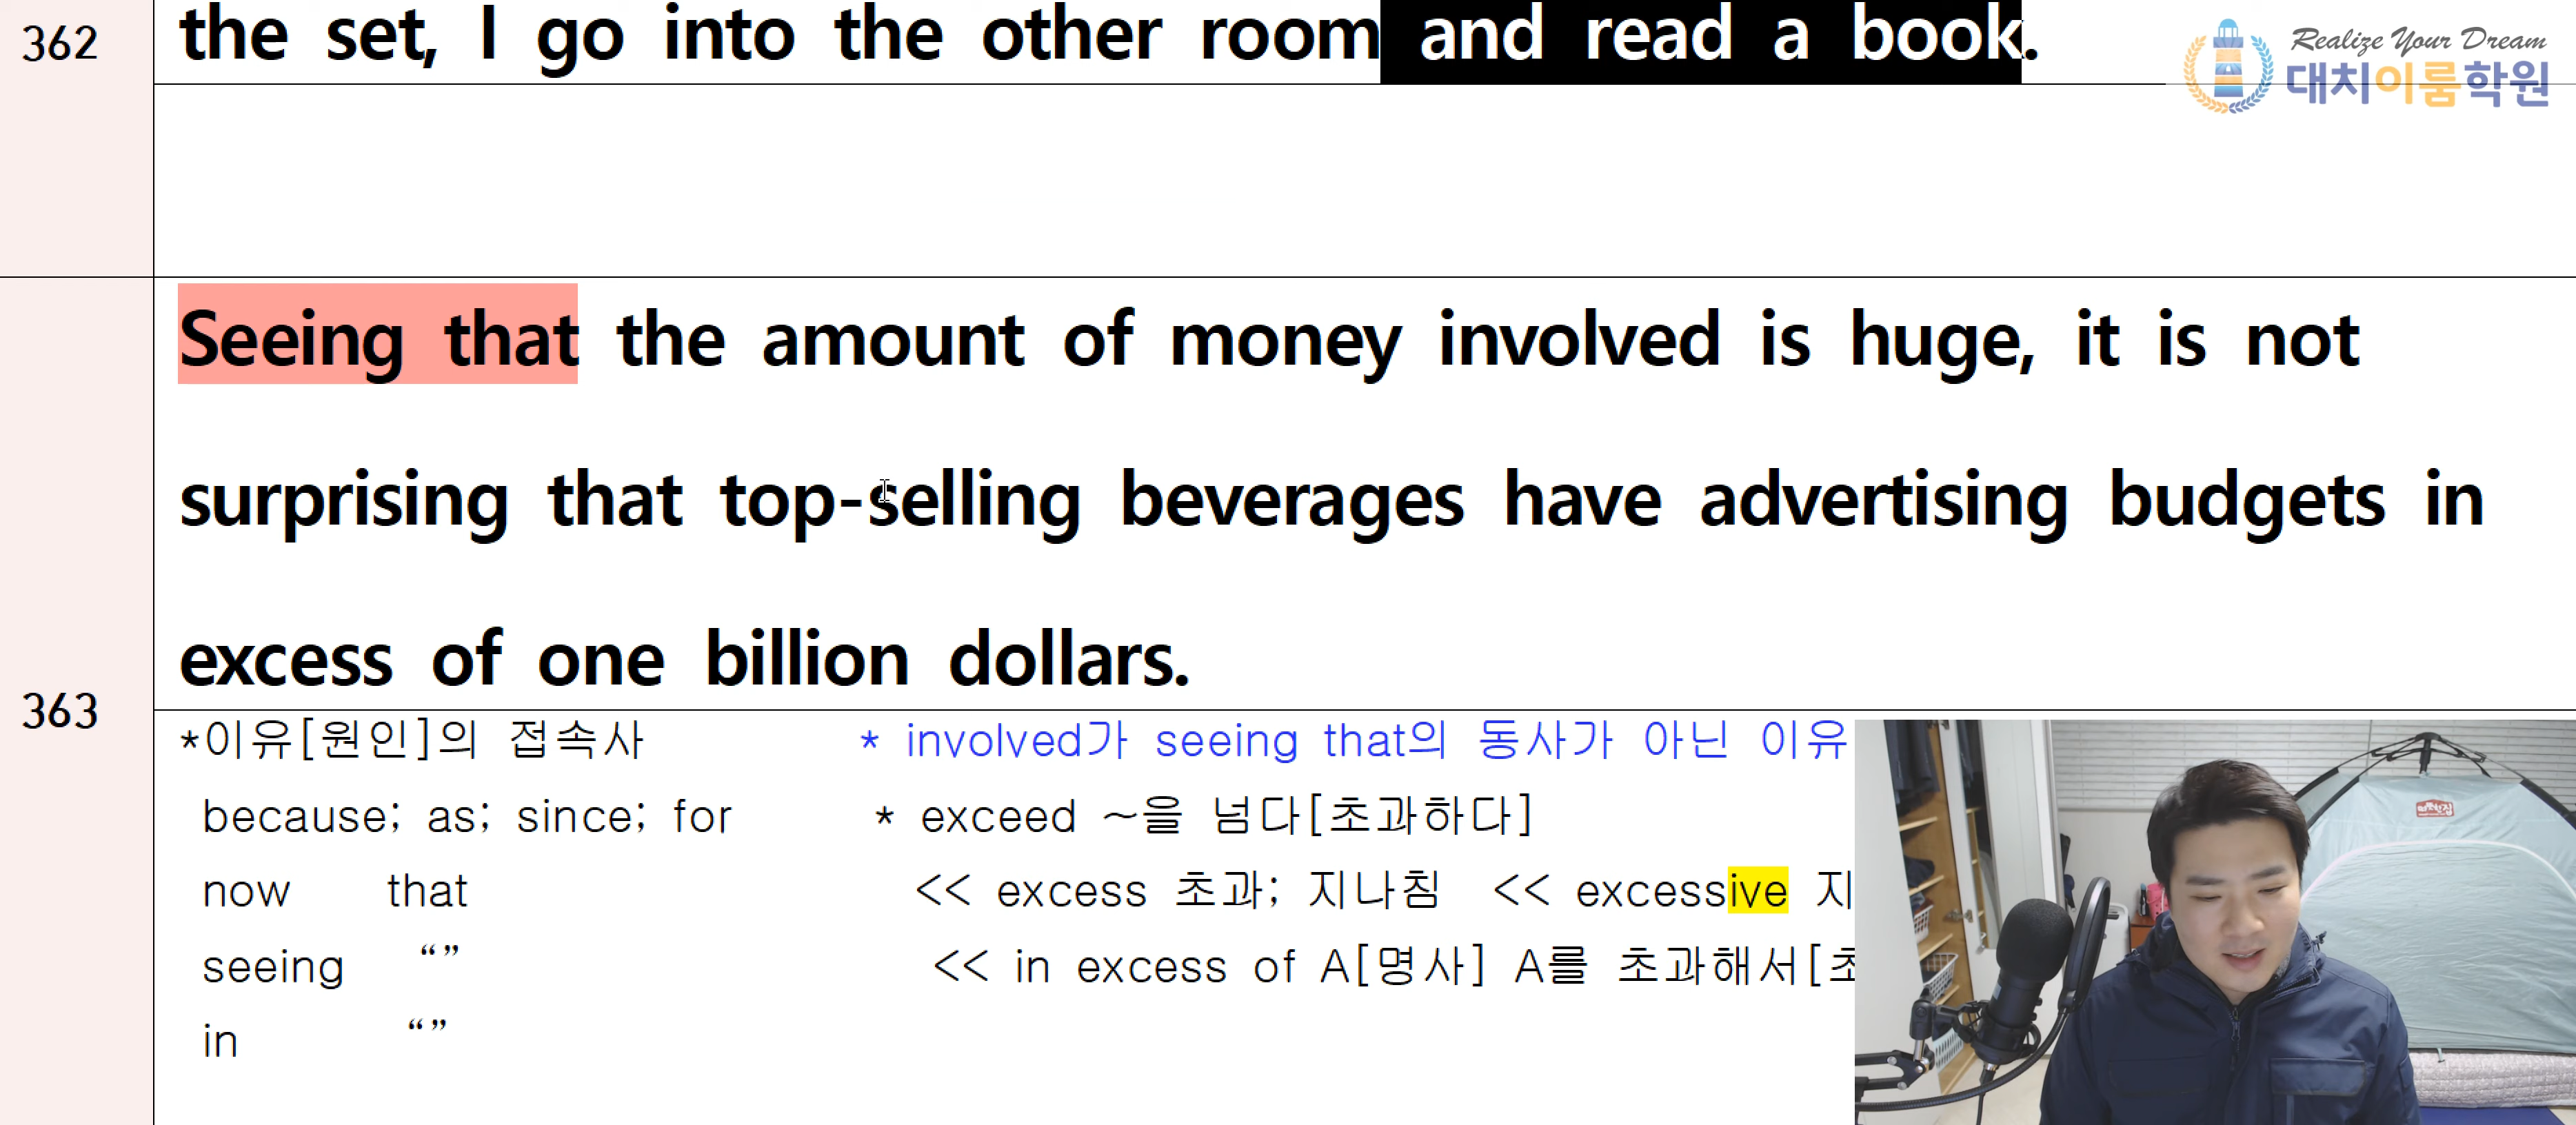 362
the set, I go into the other room and read a book.
Realize Your Dream
대치이룸학원
Seeing that the amount of money involved is huge, it is not
surprising that top-selling beverages have advertising budgets in
excess of one billion dollars.
363
*이유[원인]의 접속사
because; as; since; for
now that
seeing “”
in “”
* involved가 seeing that의 동사가 아닌 이유
* exceed ~을 넘다[초과하다]
<< excess 초과; 지나침 << excessive 지
<< in excess of A[명사] A를 초과해서[초